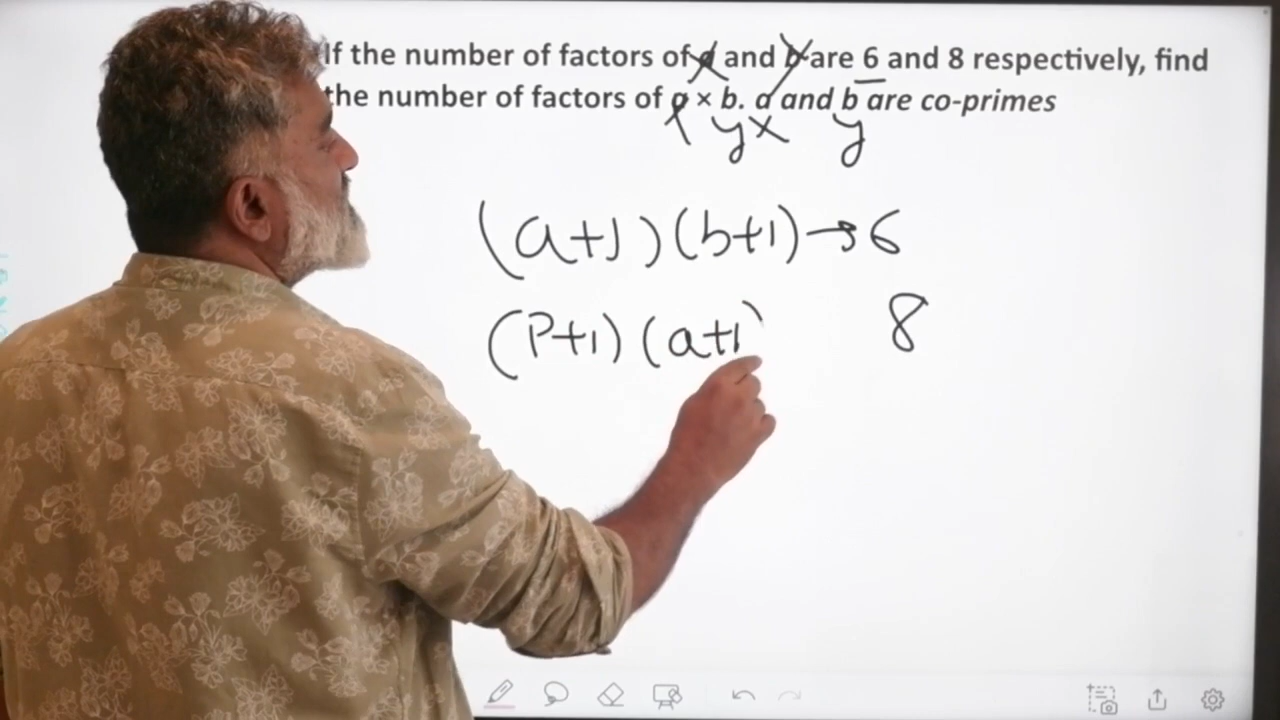 If the number of factors of a and b are 6 and 8 respectively, find
the number of factors of a × b. a and b are co-primes
x y x y
(a+1)(b+1)→6
(p+1)(a+1) 8